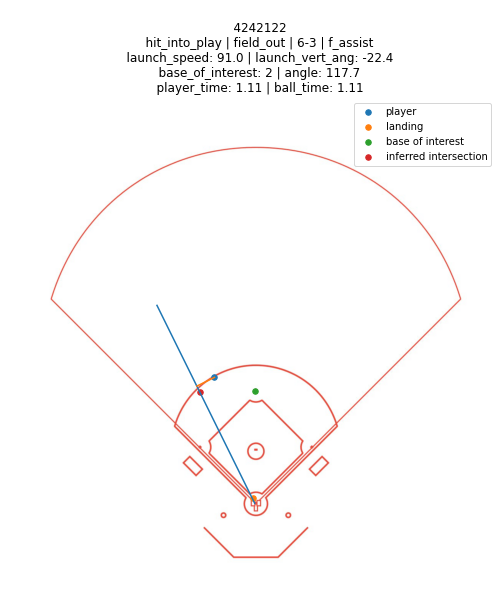 4242122
hit_into_play | field_out | 6-3 | f_assist
launch_speed: 91.0 | launch_vert_ang: -22.4
base_of_interest: 2 | angle: 117.7
player_time: 1.11 | ball_time: 1.11
player
landing
base of interest
inferred intersection